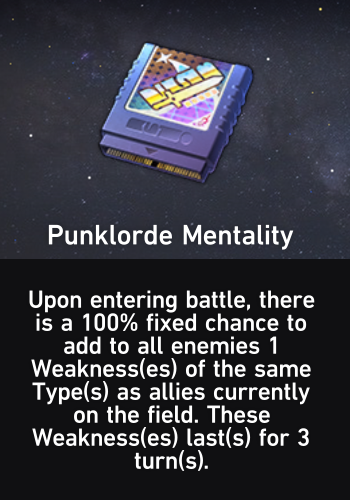 Punklorde Mentality
Upon entering battle, there
is a 100% fixed chance to
add to all enemies 1
Weakness(es) of the same
Type(s) as allies currently
on the field. These
Weakness(es) last(s) for 3
turn(s).